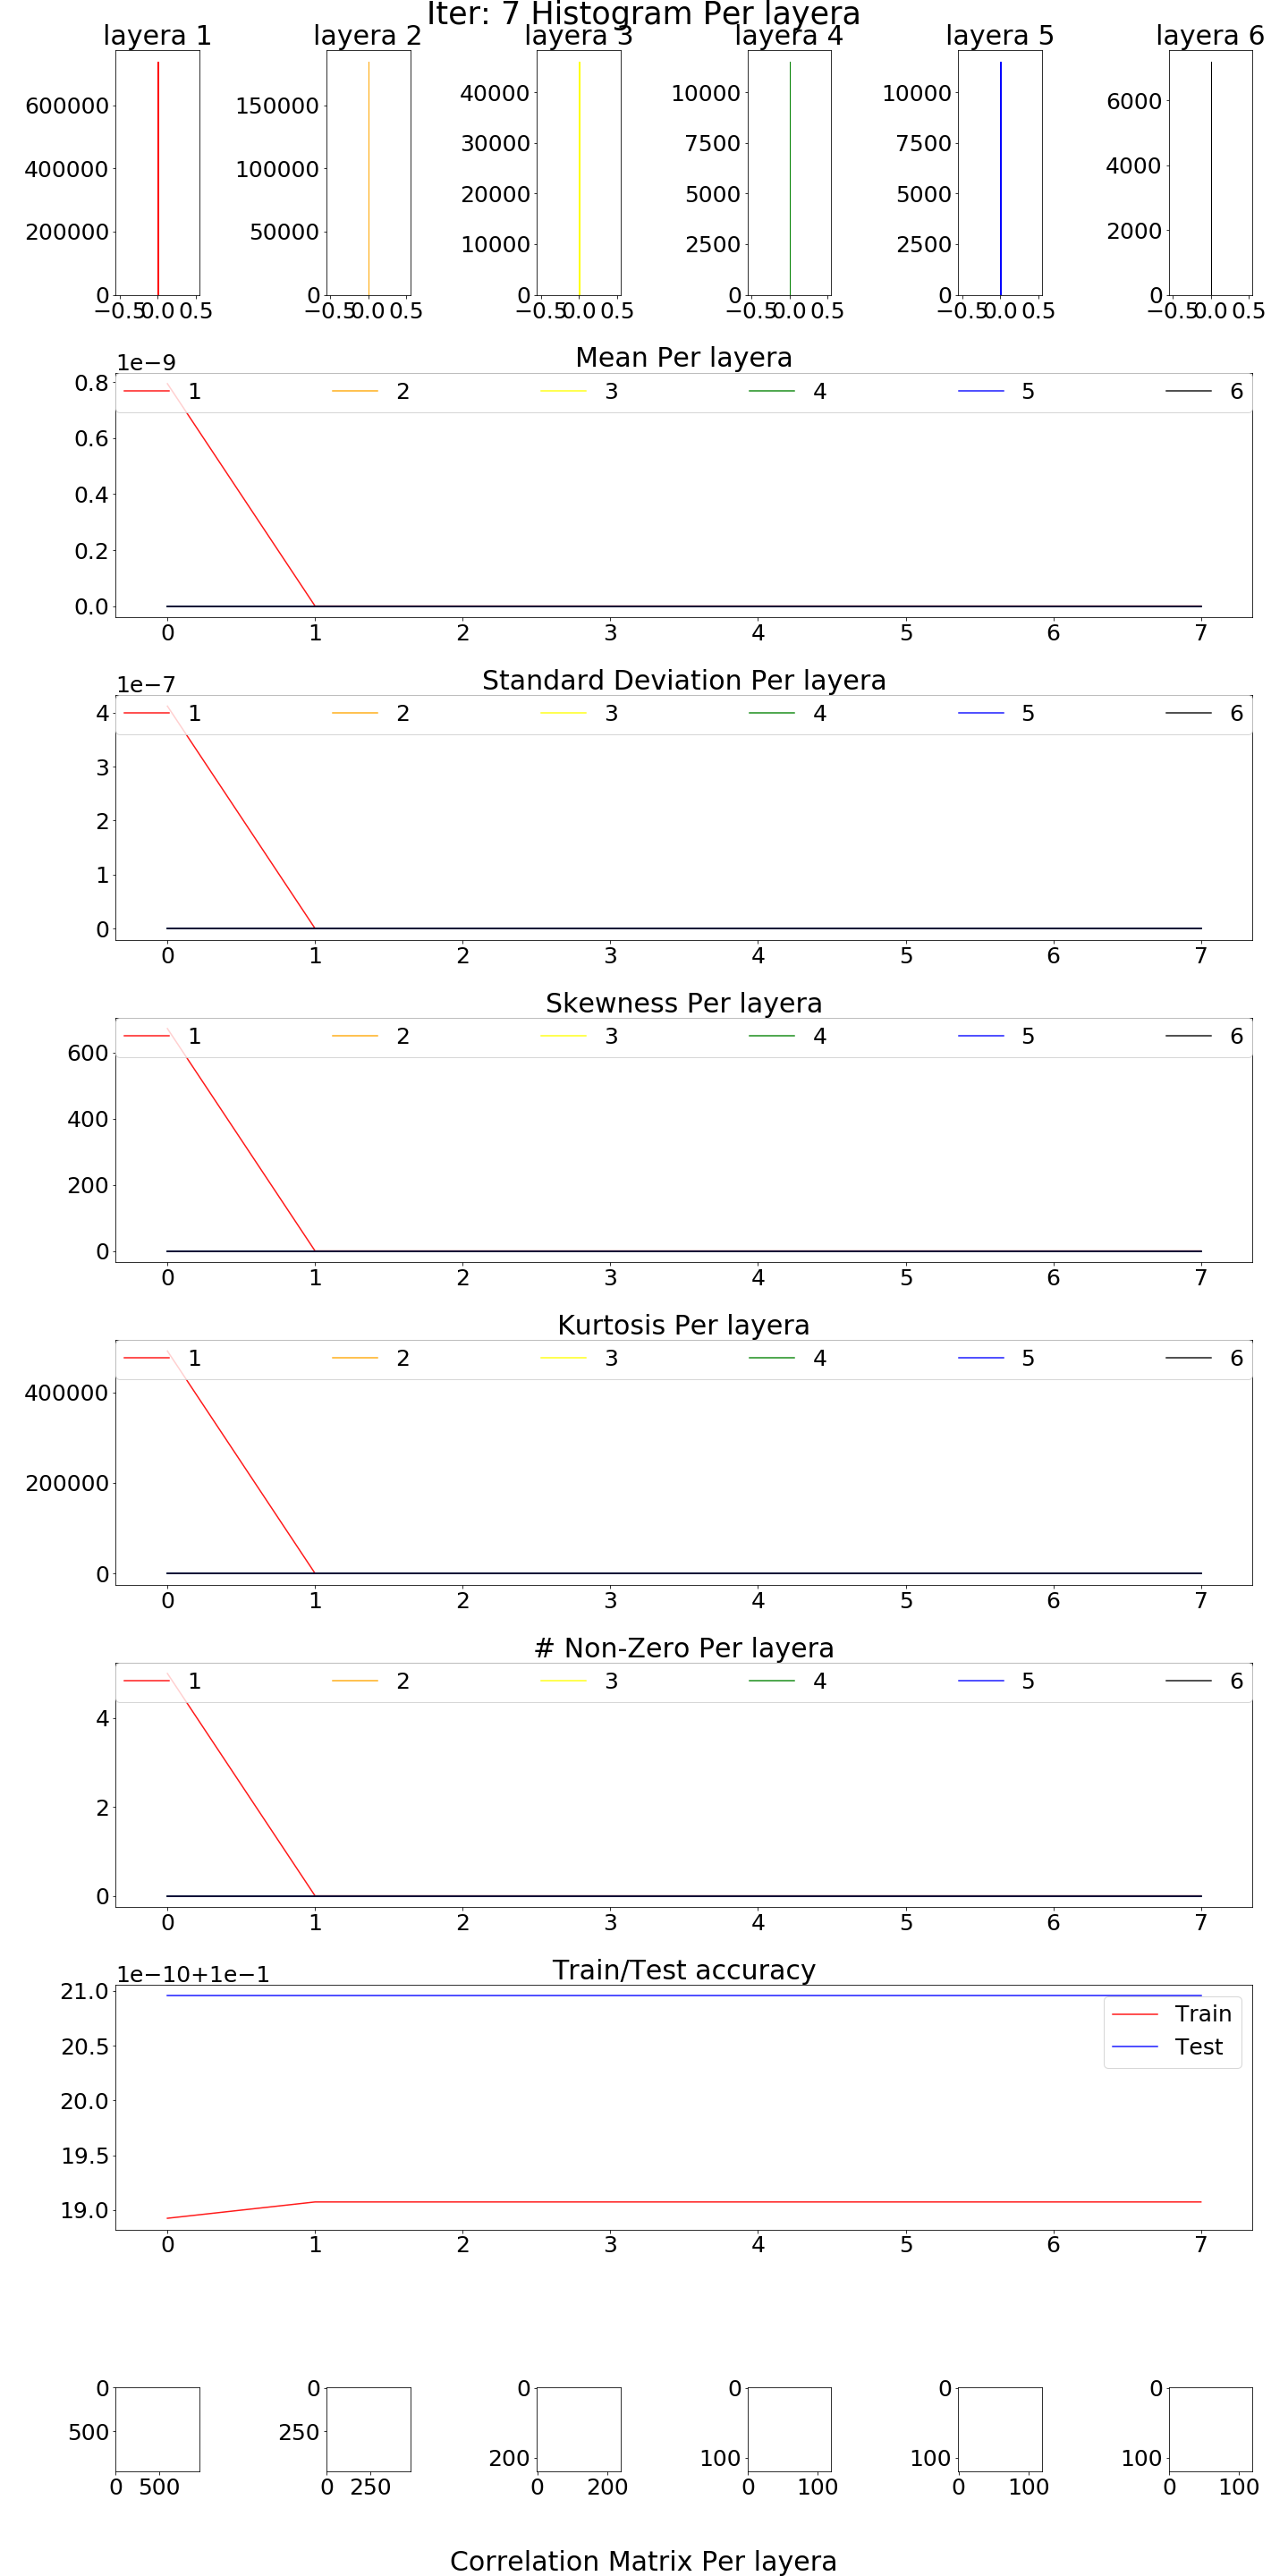 Iter: 7 Histogram Per layera
layera 1 layera 2 layera 3 layera 4 layera 5 layera 6
600000 400000 200000 0
−0.5 0.0 0.5
150000 100000 50000 0
−0.5 0.0 0.5
40000 30000 20000 10000 0
−0.5 0.0 0.5
10000 7500 5000 2500 0
−0.5 0.0 0.5
10000 7500 5000 2500 0
−0.5 0.0 0.5
6000 4000 2000 0
−0.5 0.0 0.5
Mean Per layera
1e−9
1 2 3 4 5 6
0.8
0.6
0.4
0.2
0.0
0 1 2 3 4 5 6 7
Standard Deviation Per layera
1e−7
1 2 3 4 5 6
4
3
2
1
0
0 1 2 3 4 5 6 7
Skewness Per layera
1 2 3 4 5 6
600
400
200
0
0 1 2 3 4 5 6 7
Kurtosis Per layera
1 2 3 4 5 6
400000
200000
0
0 1 2 3 4 5 6 7
# Non-Zero Per layera
1 2 3 4 5 6
4
2
0
0 1 2 3 4 5 6 7
Train/Test accuracy
1e−10+1e−1
21.0
20.5
20.0
19.5
19.0
Train
Test
0 1 2 3 4 5 6 7
0 500
0 500
0 250
0 250
0 200
0 200
0 100
0 100
0 100
0 100
0 100
0 100
Correlation Matrix Per layera